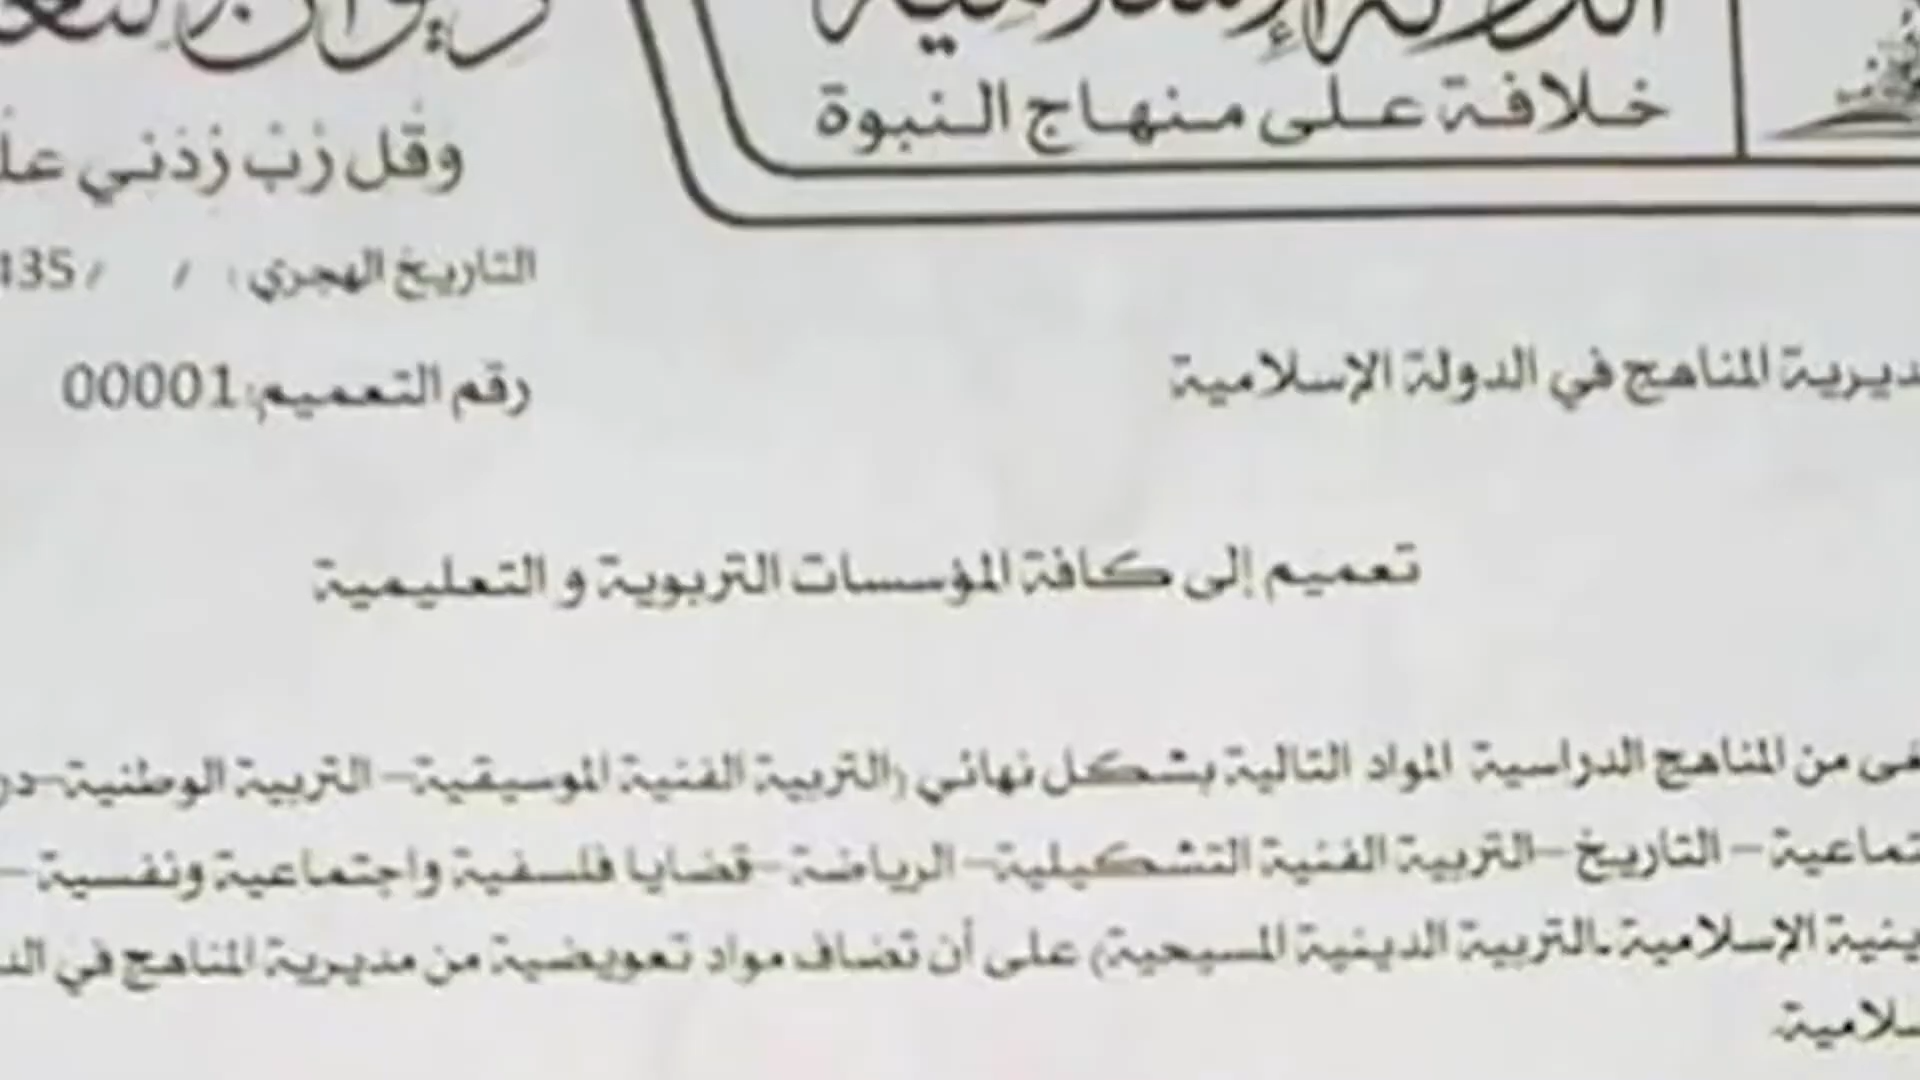 الدولة الإسلامية
خلافة على منهاج النبوة
ديوان
وقل رب زدني
التاريخ الهجري: / /435
رقم التعميم: 00001
المناهج في الدولة الإسلامية
تعميم إلى كافة المؤسسات التربوية و التعليمية
من المناهج الدراسية المواد التالية بشكل نهائي (التربية الفنية الموسيقية- التربية الوطنية-
- التاريخ-التربية الفنية التشكيلية- الرياضة-قضايا فلسفية واجتماعية ونفسية-
الإسلامية-التربية الدينية المسيحية) على أن تضاف مواد تعويضية من مديرية المناهج في